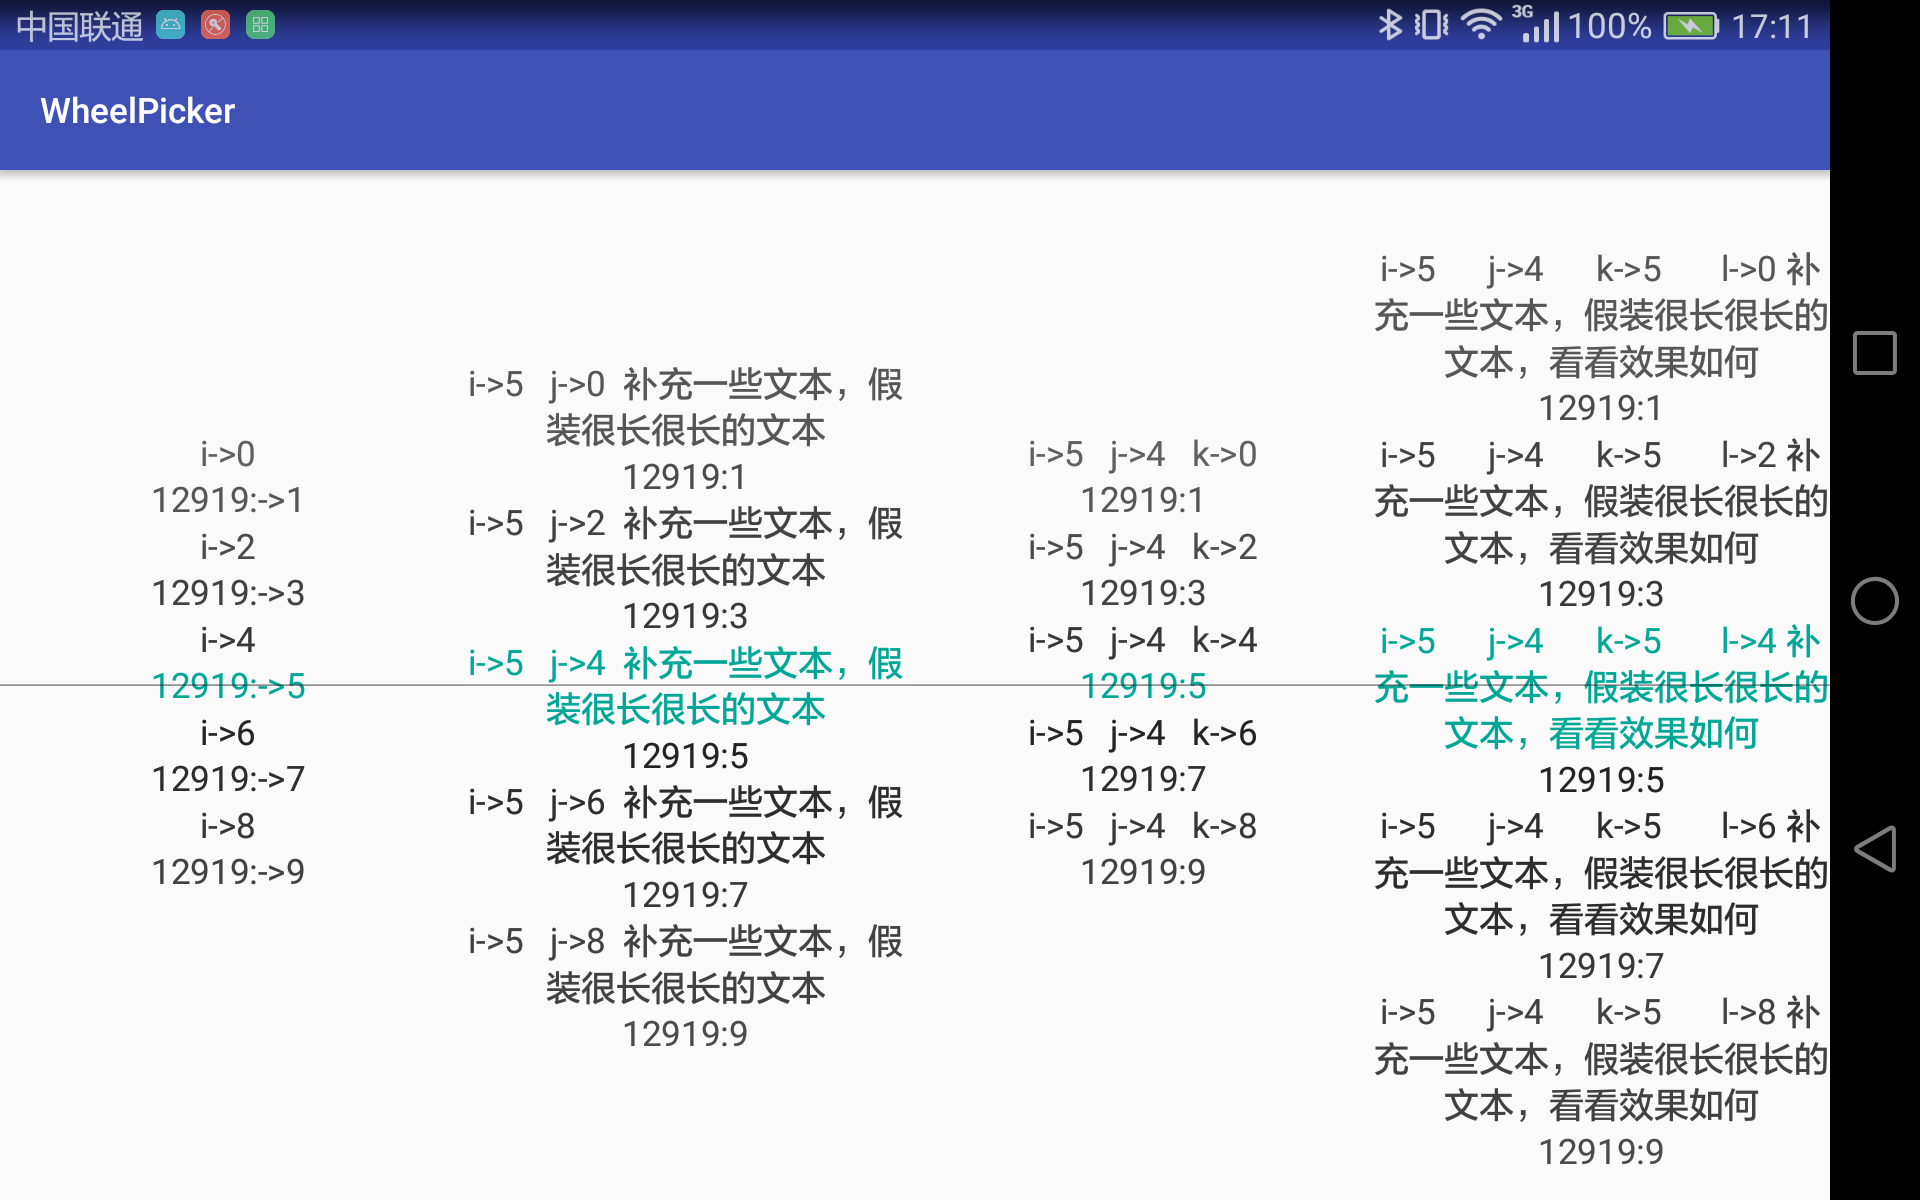 中国联通
3G 100% 17:11
WheelPicker
i->0
12919:->1
i->2
12919:->3
i->4
12919:->5
i->6
12919:->7
i->8
12919:->9
i->5 j->0 补充一些文本，假
装很长很长的文本
12919:1
i->5 j->2 补充一些文本，假
装很长很长的文本
12919:3
i->5 j->4 补充一些文本，假
装很长很长的文本
12919:5
i->5 j->6 补充一些文本，假
装很长很长的文本
12919:7
i->5 j->8 补充一些文本，假
装很长很长的文本
12919:9
i->5 j->4 k->0
12919:1
i->5 j->4 k->2
12919:3
i->5 j->4 k->4
12919:5
i->5 j->4 k->6
12919:7
i->5 j->4 k->8
12919:9
i->5 j->4 k->5 l->0 补
充一些文本，假装很长很长的
文本，看看效果如何
12919:1
i->5 j->4 k->5 l->2 补
充一些文本，假装很长很长的
文本，看看效果如何
12919:3
i->5 j->4 k->5 l->4 补
充一些文本，假装很长很长的
文本，看看效果如何
12919:5
i->5 j->4 k->5 l->6 补
充一些文本，假装很长很长的
文本，看看效果如何
12919:7
i->5 j->4 k->5 l->8 补
充一些文本，假装很长很长的
文本，看看效果如何
12919:9